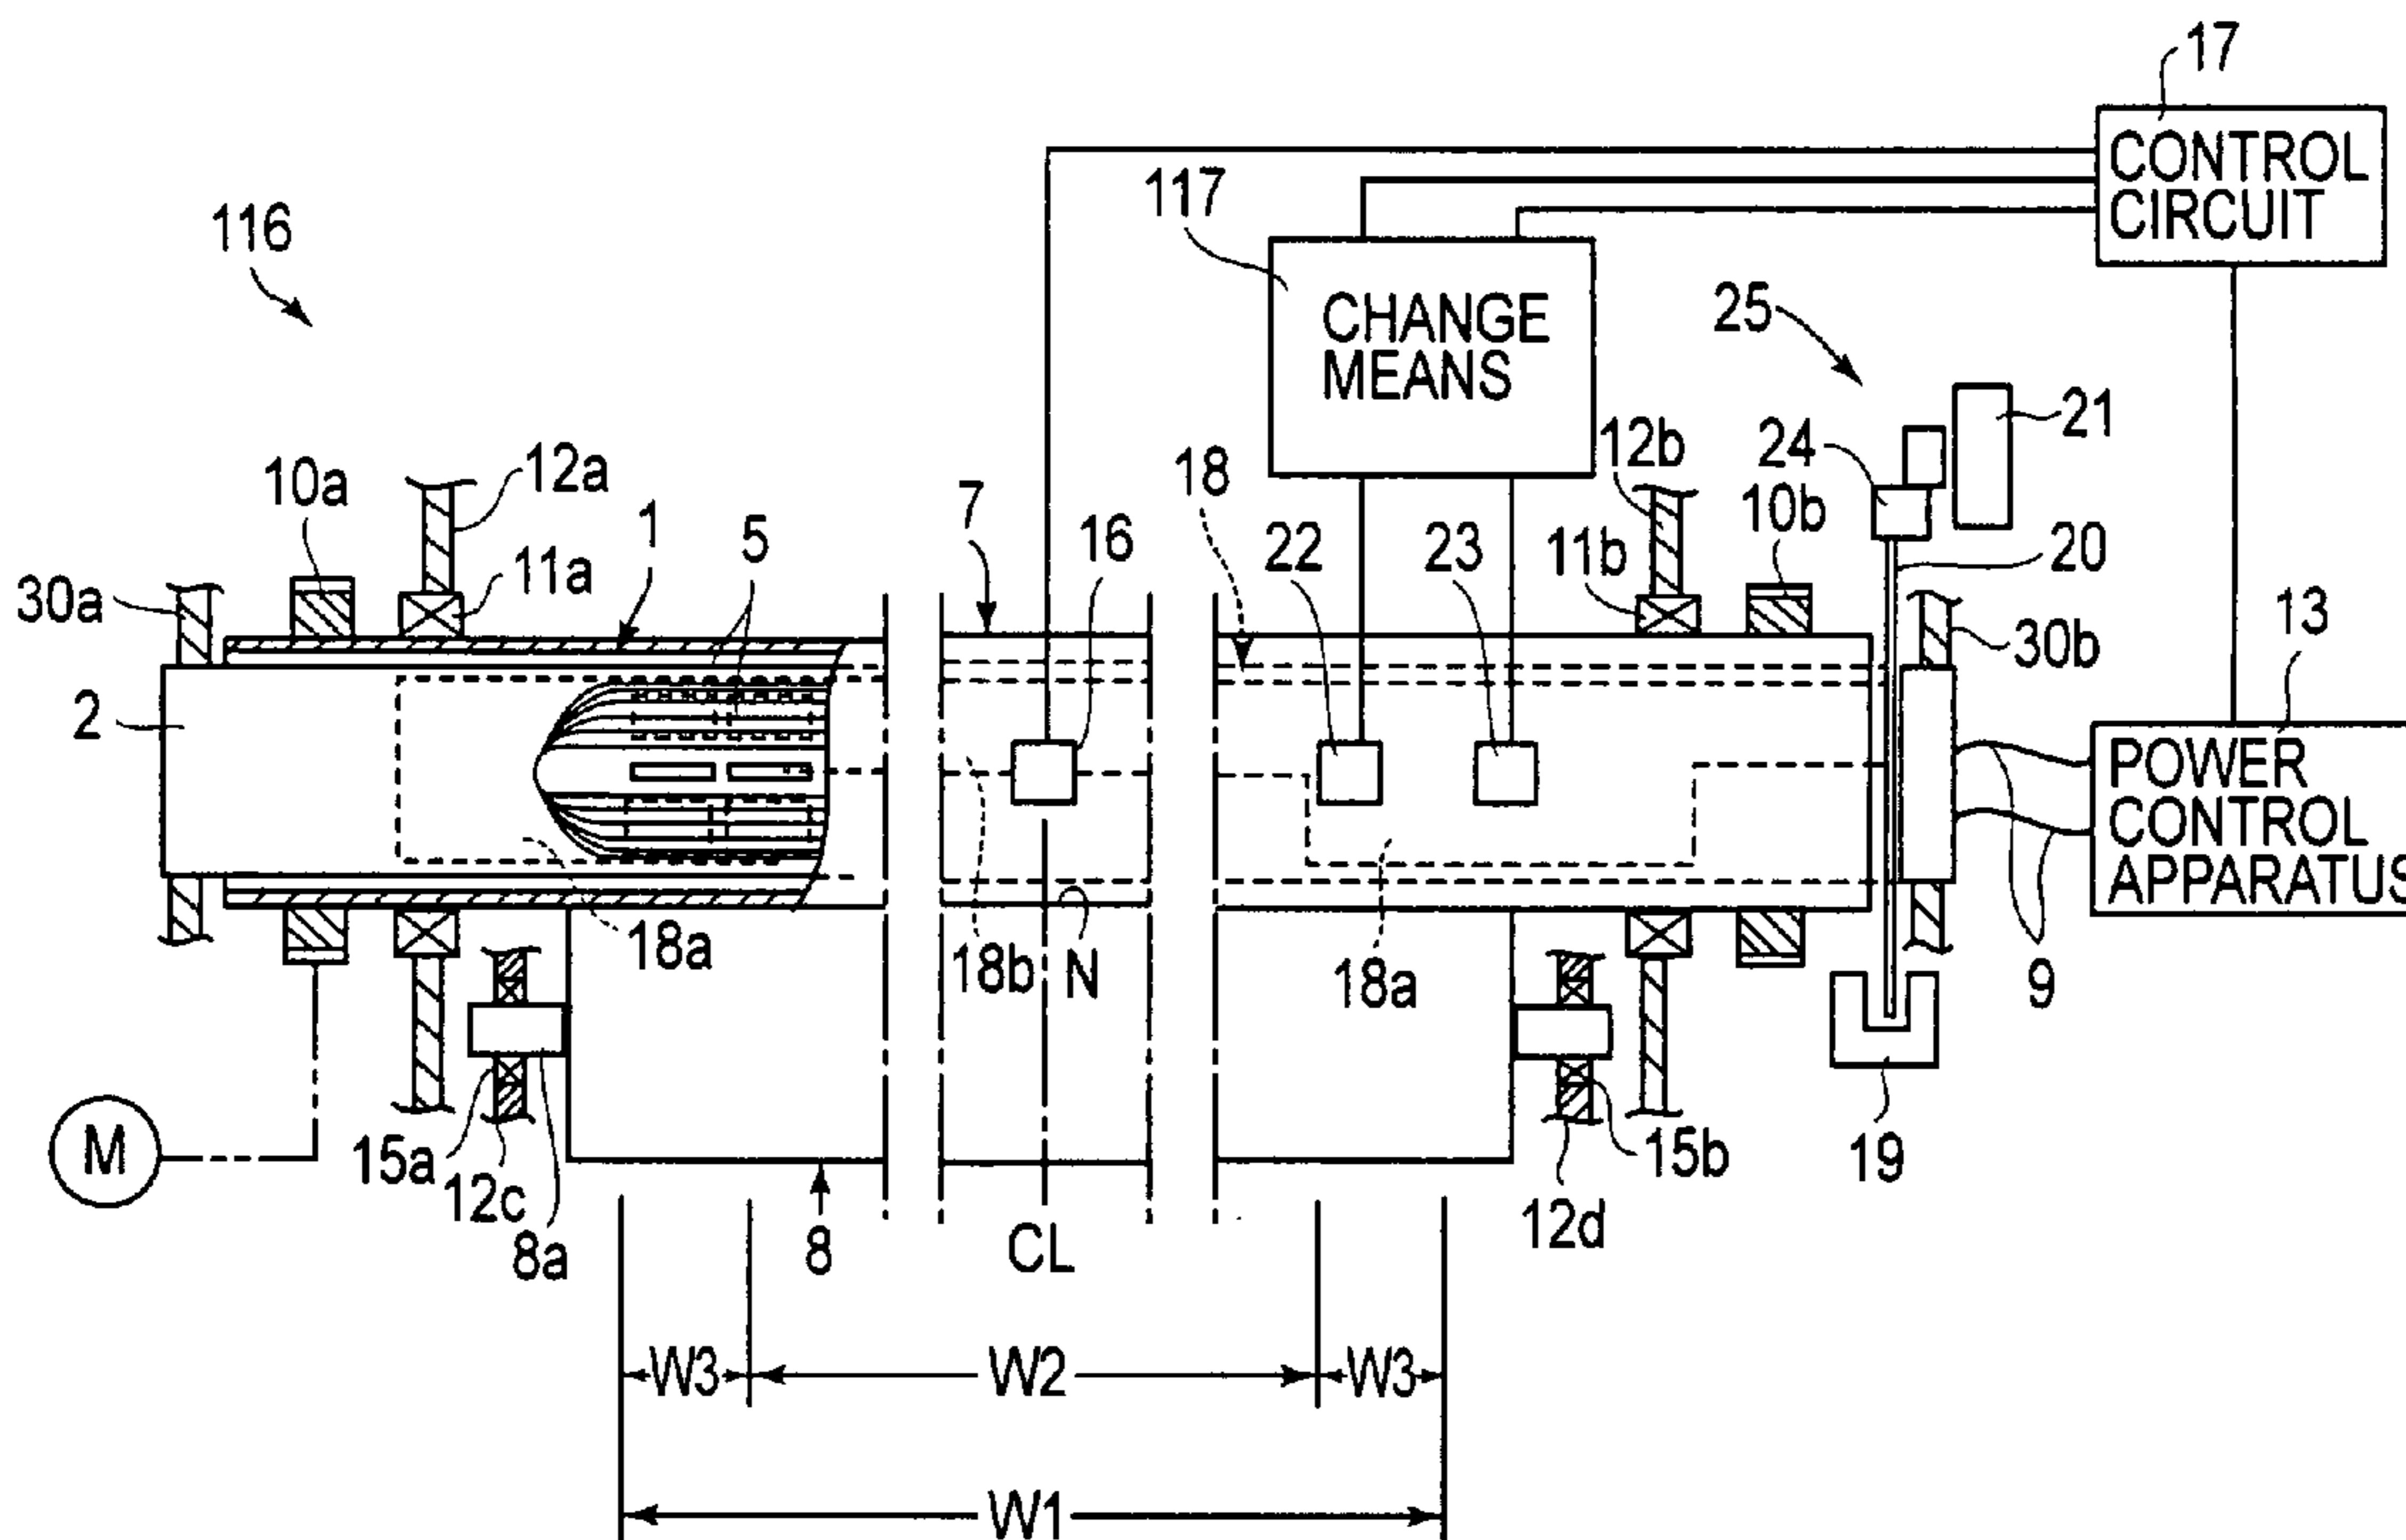 17
CONTROL
CIRCUIT
117
116
CHANGE
MEANS
25
21
24
12b
12a
10a
18
10b
7
1
5
16
22
23
11b
20
11a
30a
13
30b
2
POWER
CONTROL
APPARATUS
18a
18b
N
18a
9
M
15a
12c
8a
8
CL
12d
15b
19
W3
W2
W3
W1